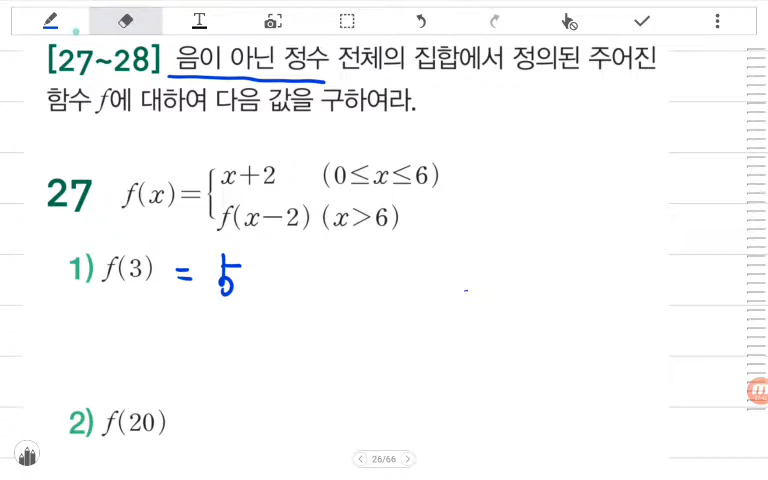 [27~28] 음이 아닌 정수 전체의 집합에서 정의된 주어진
함수 f에 대하여 다음 값을 구하여라.
27 f(x)={x+2 (0≤x≤6)
f(x-2) (x>6)
1) f(3) = 5
2) f(20)
26/66